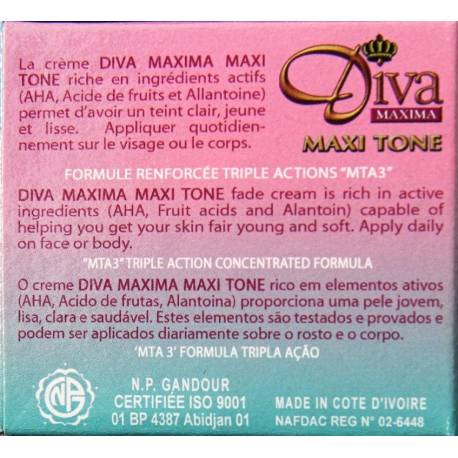 La crème DIVA MAXIMA MAXI
TONE riche en ingrédients actifs
(AHA, Acide de fruits et Allantoine)
permet d'avoir un teint clair, jeune
et lisse. Appliquer quotidien-
nement sur le visage ou le corps.
Diva
MAXIMA
MAXI TONE
FORMULE RENFORCÉE TRIPLE ACTIONS "MTA3"
DIVA MAXIMA MAXI TONE fade cream is rich in active
ingredients (AHA, Fruit acids and Alantoin) capable of
helping you get your skin fair young and soft. Apply daily
on face or body.
"MTA3" TRIPLE ACTION CONCENTRATED FORMULA
O creme DIVA MAXIMA MAXI TONE rico em elementos ativos
(AHA, Acido de frutas, Alantoina) proporciona uma pele jovem,
lisa, clara e saudável. Estes elementos são testados e provados e
podem ser aplicados diariamente sobre o rosto e o corpo.
'MTA 3' FORMULA TRIPLA AÇÃO
NPG
N.P. GANDOUR
CERTIFIÉE ISO 9001
01 BP 4387 Abidjan 01
MADE IN COTE D'IVOIRE
NAFDAC REG N° 02-6448